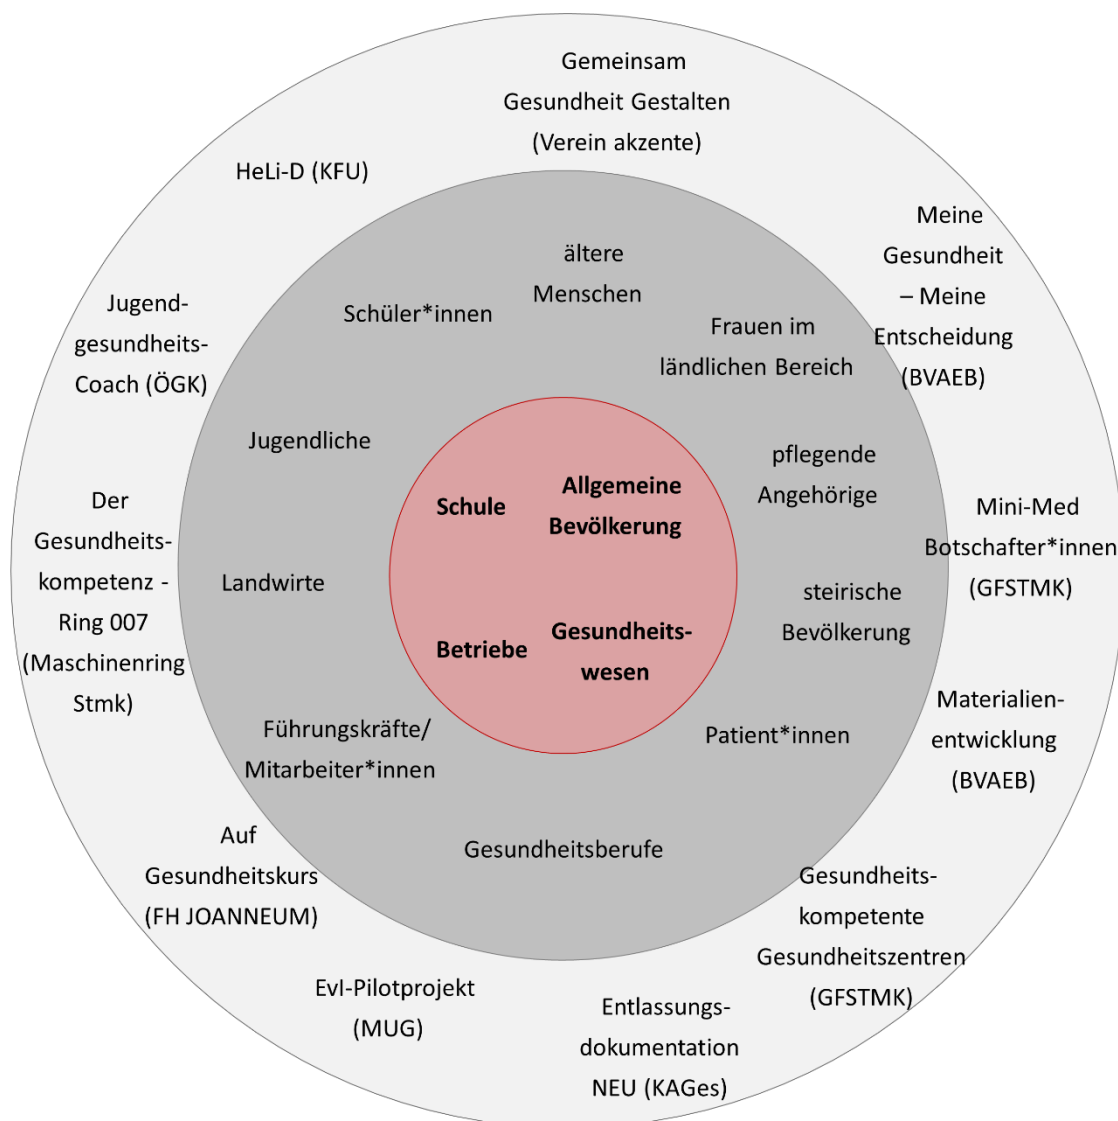 Gemeinsam
Gesundheit Gestalten
(Verein akzente)
HeLi-D (KFU)
Meine
Gesundheit
– Meine
Entscheidung
(BVAEB)
Jugend-
gesundheits-
Coach (ÖGK)
Mini-Med
Botschafter*innen
(GFSTMK)
Der
Gesundheits-
kompetenz -
Ring 007
(Maschinenring
Stmk)
Materialien-
entwicklung
(BVAEB)
Auf
Gesundheitskurs
(FH JOANNEUM)
Gesundheits-
kompetente
Gesundheitszentren
(GFSTMK)
EvI-Pilotprojekt
(MUG)
Entlassungs-
dokumentation
NEU (KAGes)
ältere
Menschen
Schüler*innen
Frauen im
ländlichen Bereich
Jugendliche
pflegende
Angehörige
Landwirte
steirische
Bevölkerung
Führungskräfte/
Mitarbeiter*innen
Patient*innen
Gesundheitsberufe
Schule
Allgemeine
Bevölkerung
Betriebe
Gesundheits-
wesen